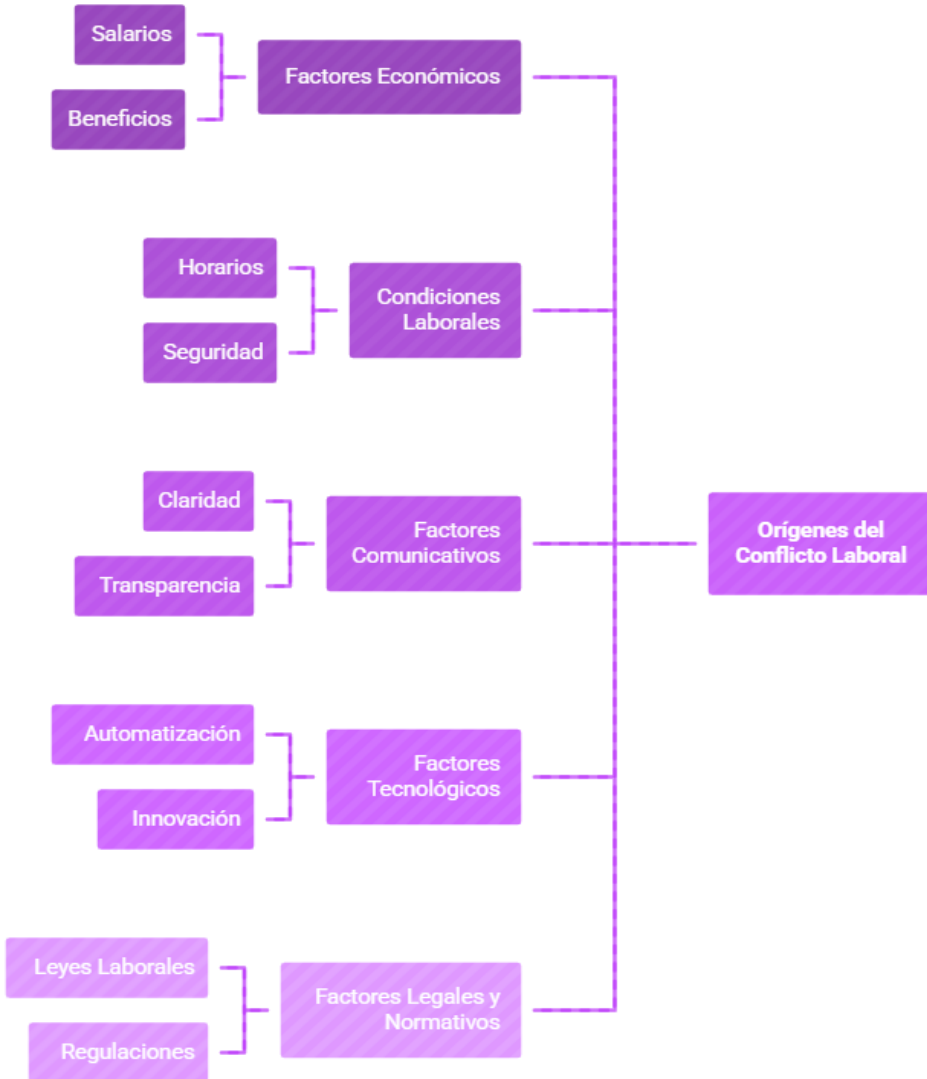 Salarios
Beneficios
Factores Económicos
Horarios
Seguridad
Condiciones
Laborales
Claridad
Transparencia
Factores
Comunicativos
Orígenes del
Conflicto Laboral
Automatización
Innovación
Factores
Tecnológicos
Leyes Laborales
Regulaciones
Factores Legales y
Normativos